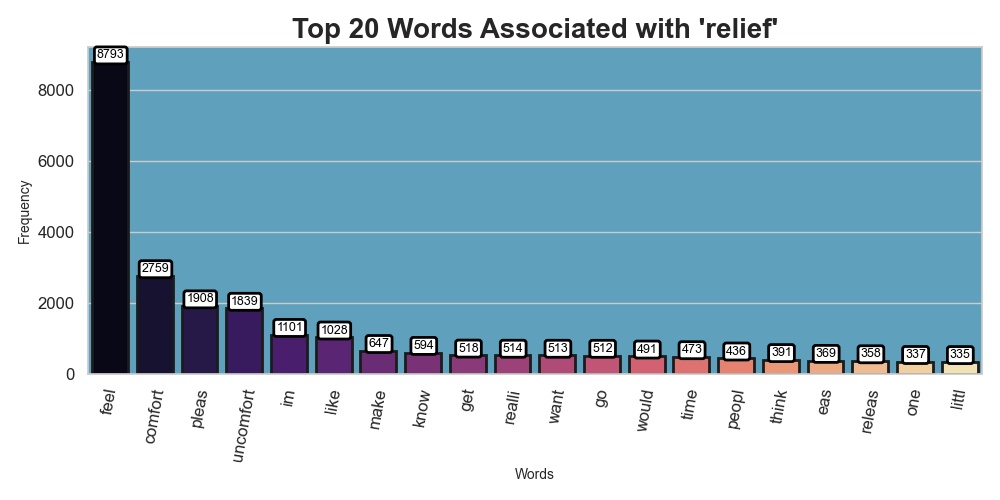 Top 20 Words Associated with 'relief'
Frequency
8000
6000
4000
2000
0
8793
2759
1908
1839
1101
1028
647
594
518
514
513
512
491
473
436
391
369
358
337
335
feel
comfort
pleas
uncomfort
im
like
make
know
get
realli
want
go
would
time
peopl
think
eas
releas
one
littl
Words